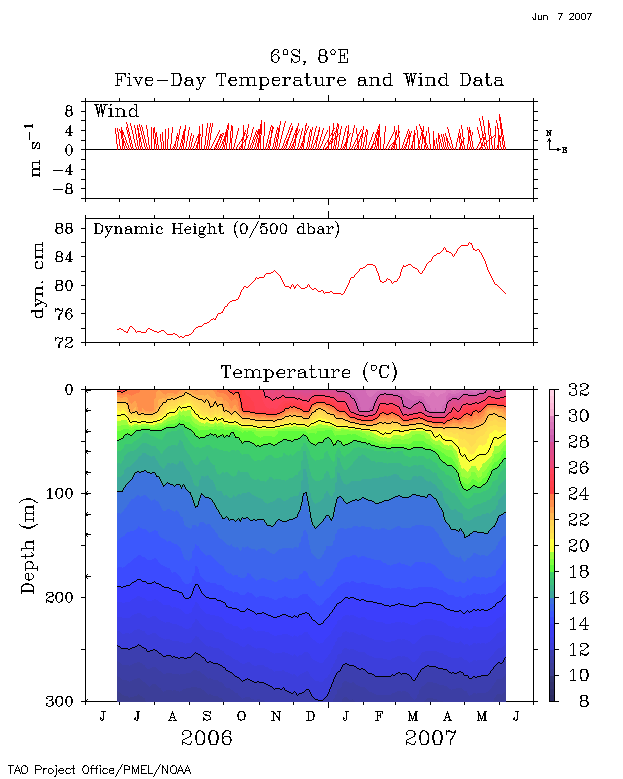 Jun 7 2007
6°S, 8°E
Five-Day Temperature and Wind Data
Wind
8
4
0
-4
-8
m s⁻¹
N
E
Dynamic Height (0/500 dbar)
88
84
80
76
72
dyn. cm
Temperature (°C)
0
100
200
300
Depth (m)
32
30
28
26
24
22
20
18
16
14
12
10
8
J J A S O N D J F M A M J
2006 2007
TAO Project Office/PMEL/NOAA